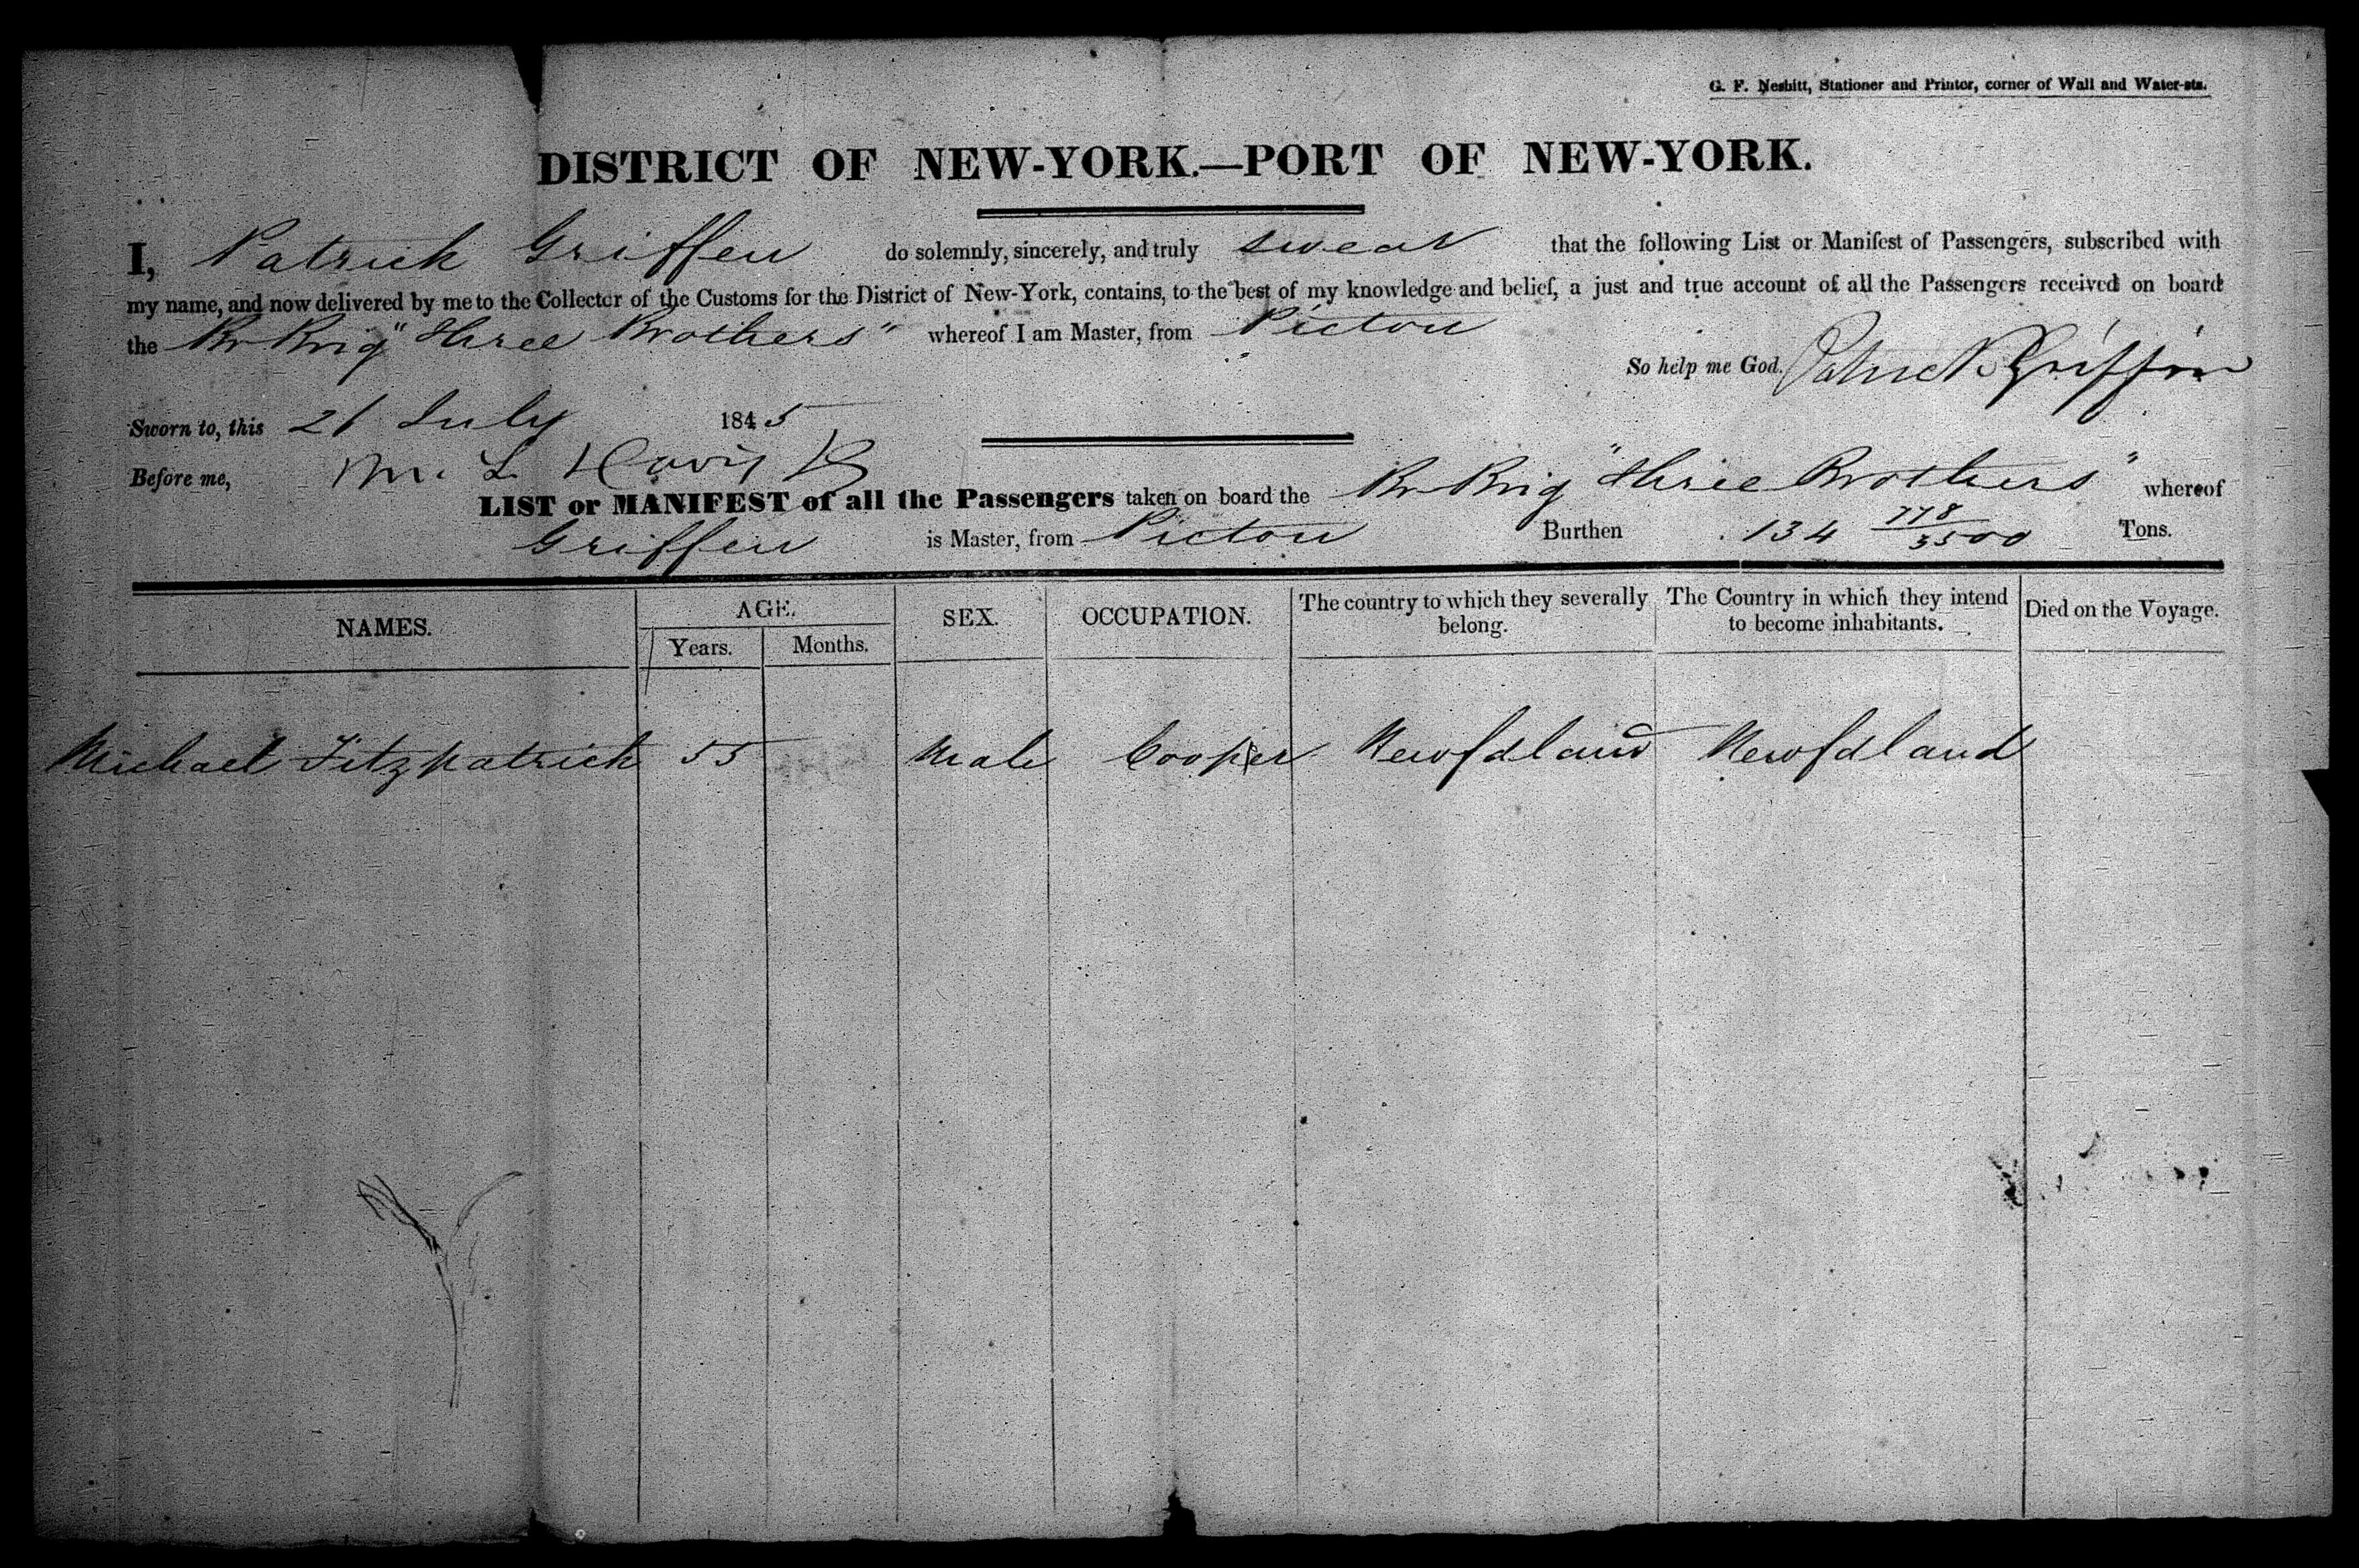 G. F. Nesbitt, Stationer and Printer, corner of Wall and Water-sts.
DISTRICT OF NEW-YORK.—PORT OF NEW-YORK.
I, Patrick Griffen do solemnly, sincerely, and truly swear that the following List or Manifest of Passengers, subscribed with
my name, and now delivered by me to the Collector of the Customs for the District of New-York, contains, to the best of my knowledge and belief, a just and true account of all the Passengers received on board
the Br Brig "Three Brothers" whereof I am Master, from Pictou
So help me God. Patrick Griffin
Sworn to, this 21 July 1845
Before me, M. L. Davis
LIST or MANIFEST of all the Passengers taken on board the Br Brig "Three Brothers" whereof
Griffen is Master, from Pictou Burthen 134 778/3500 Tons.
NAMES. AGE. SEX. OCCUPATION. The country to which they severally belong. The Country in which they intend to become inhabitants. Died on the Voyage.
Years. Months.
Michael Fitzpatrick 55 Male Cooper Newfdland Newfdland